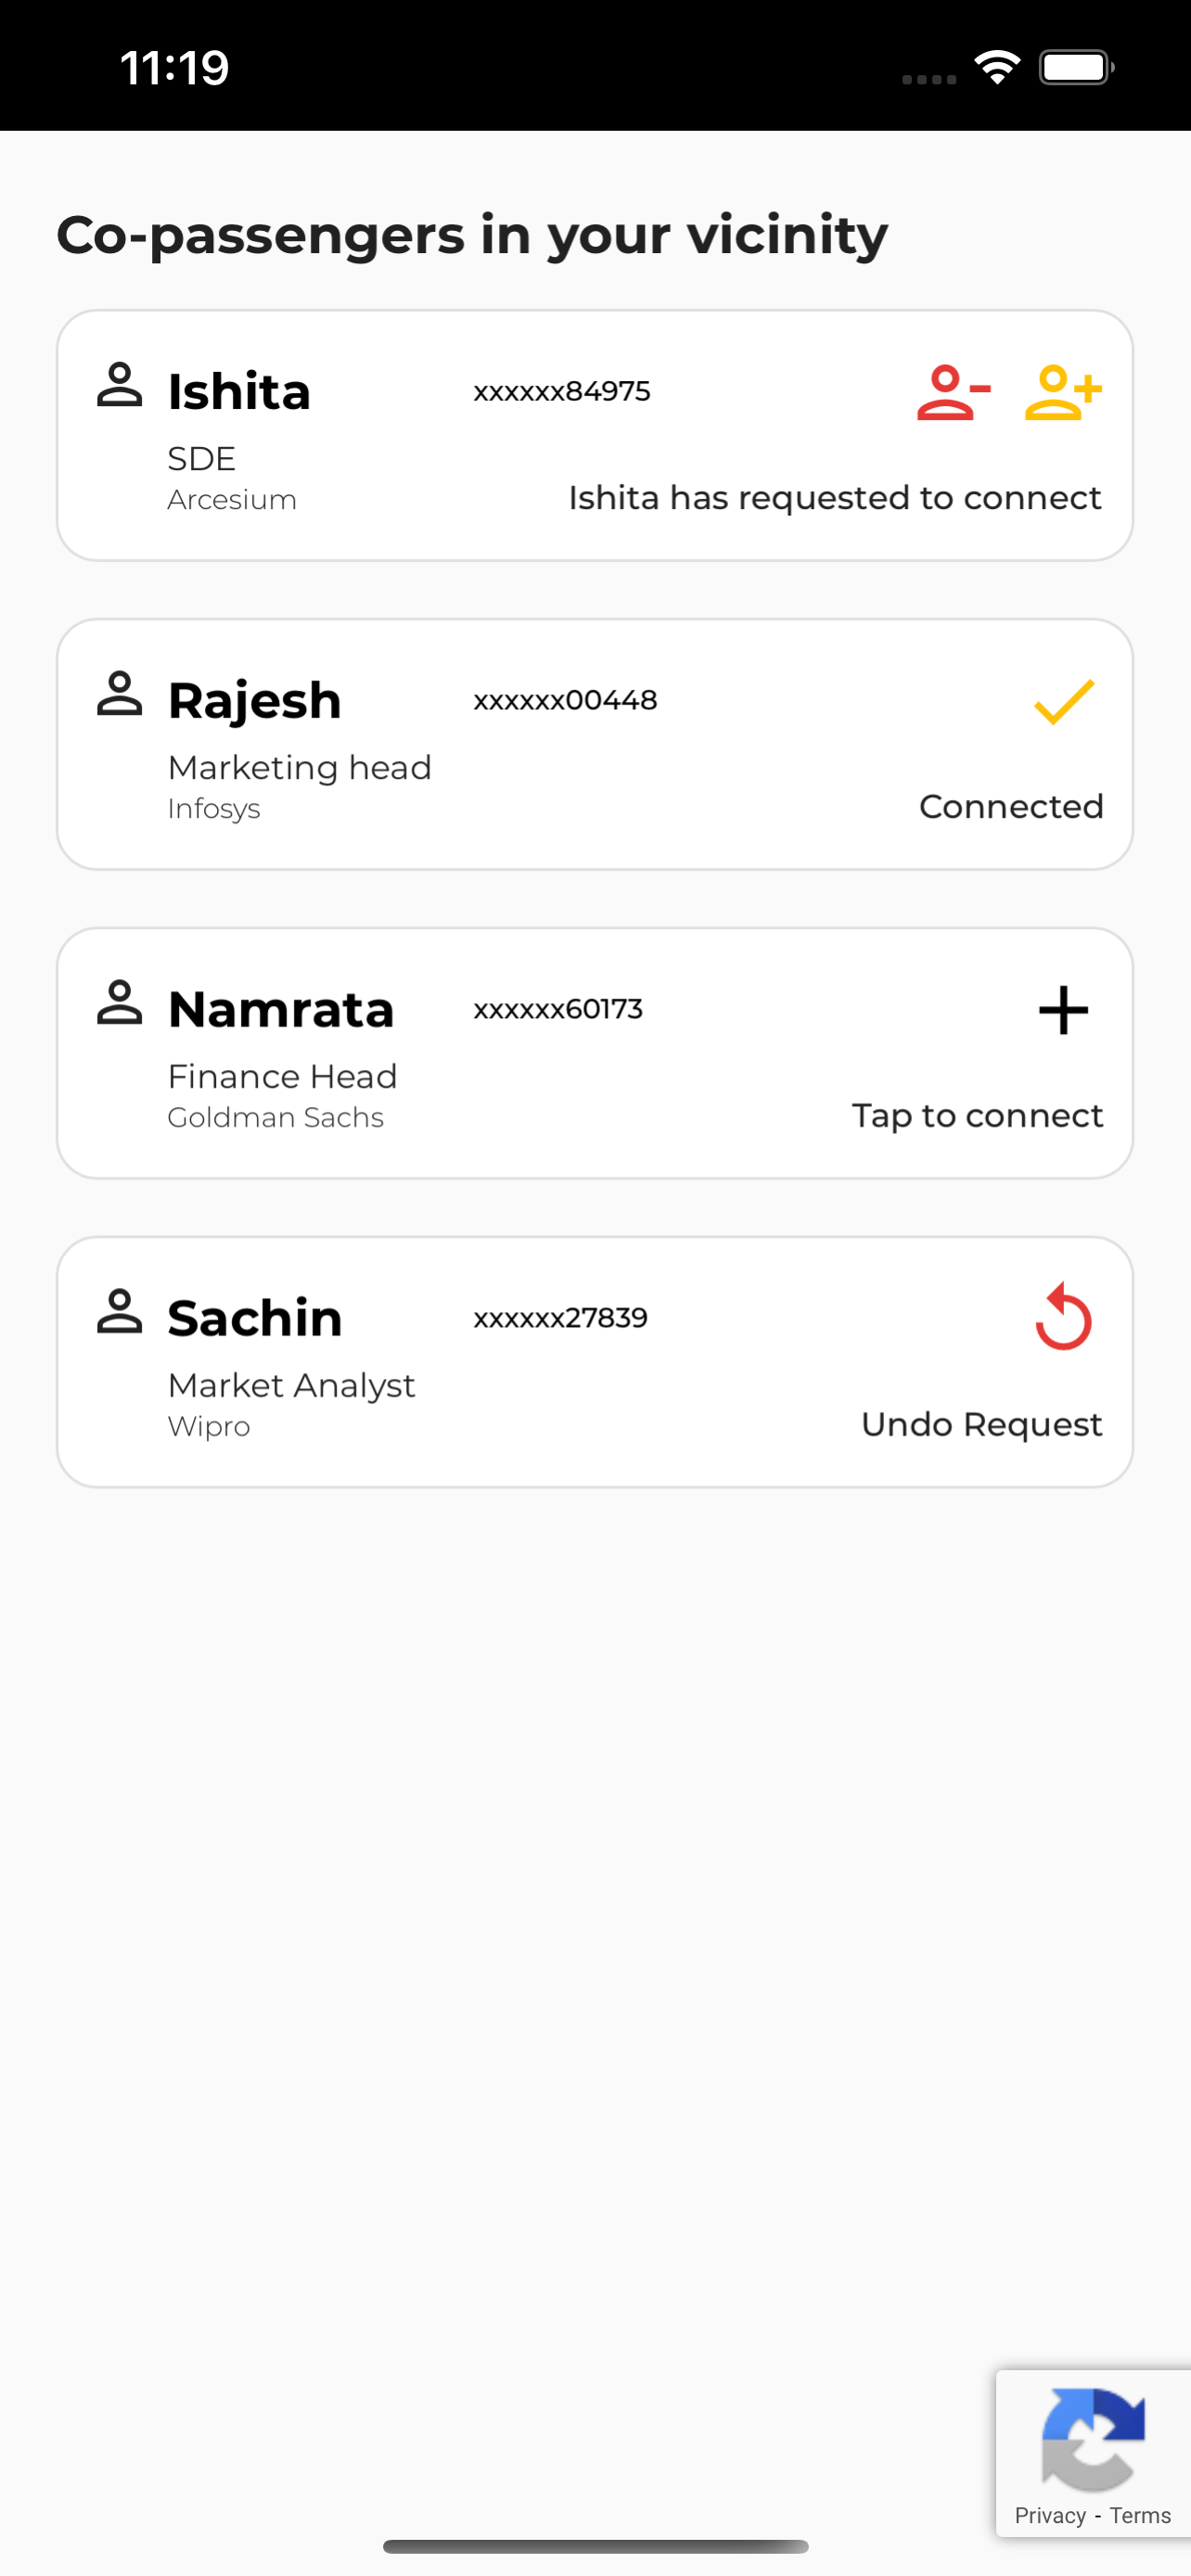 11:19
Co-passengers in your vicinity
Ishita
xxxxxx84975
SDE
Arcesium
Ishita has requested to connect
Rajesh
xxxxxx00448
Marketing head
Infosys
Connected
Namrata
xxxxxx60173
Finance Head
Goldman Sachs
Tap to connect
Sachin
xxxxxx27839
Market Analyst
Wipro
Undo Request
Privacy - Terms